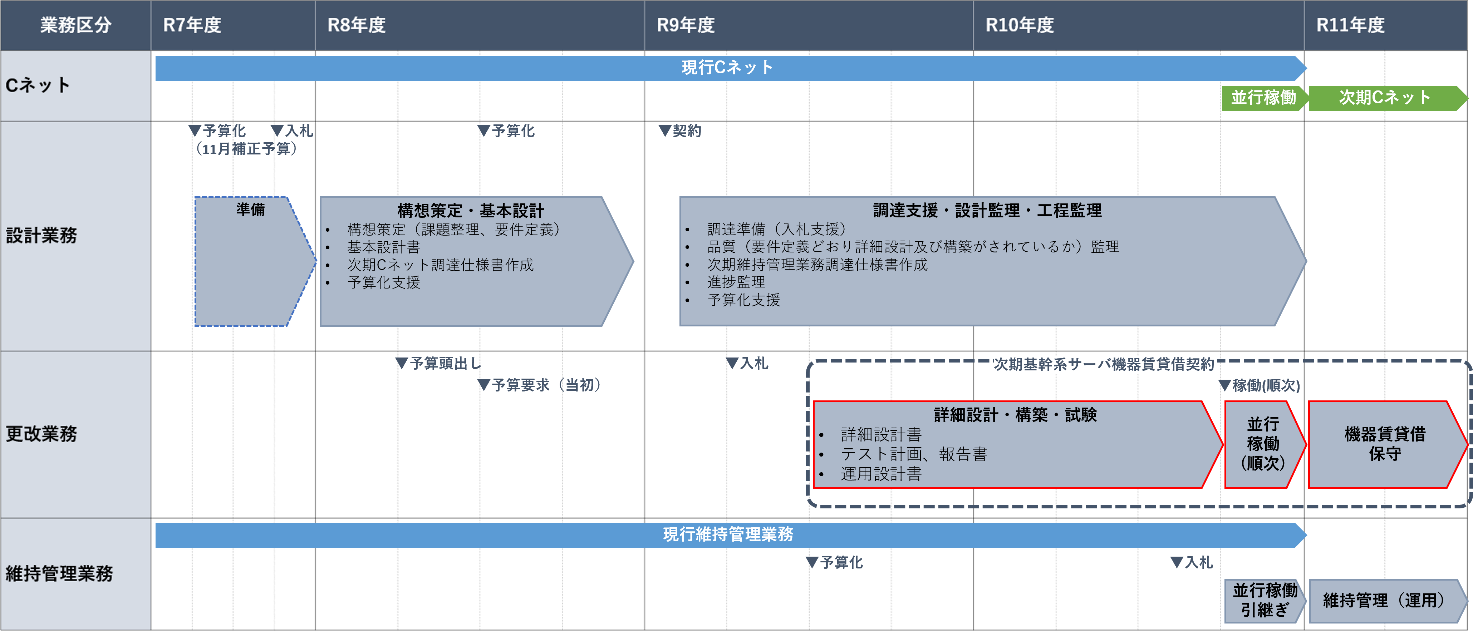 業務区分 R7年度 R8年度 R9年度 R10年度 R11年度
Cネット
現行Cネット
並行稼働 次期Cネット
設計業務
▼予算化 ▼入札 ▼予算化 ▼契約
（11月補正予算）
準備
構想策定・基本設計
• 構想策定（課題整理、要件定義）
• 基本設計書
• 次期Cネット調達仕様書作成
• 予算化支援
調達支援・設計監理・工程監理
• 調達準備（入札支援）
• 品質（要件定義どおり詳細設計及び構築がされているか）監理
• 次期維持管理業務調達仕様書作成
• 進捗監理
• 予算化支援
更改業務
▼予算頭出し ▼入札
▼予算要求（当初）
次期基幹系サーバ機器賃貸借契約
▼稼働(順次)
詳細設計・構築・試験
• 詳細設計書
• テスト計画、報告書
• 運用設計書
並行
稼働
(順次)
機器賃貸借
保守
維持管理業務
現行維持管理業務
▼予算化 ▼入札
並行稼働
引継ぎ
維持管理（運用）